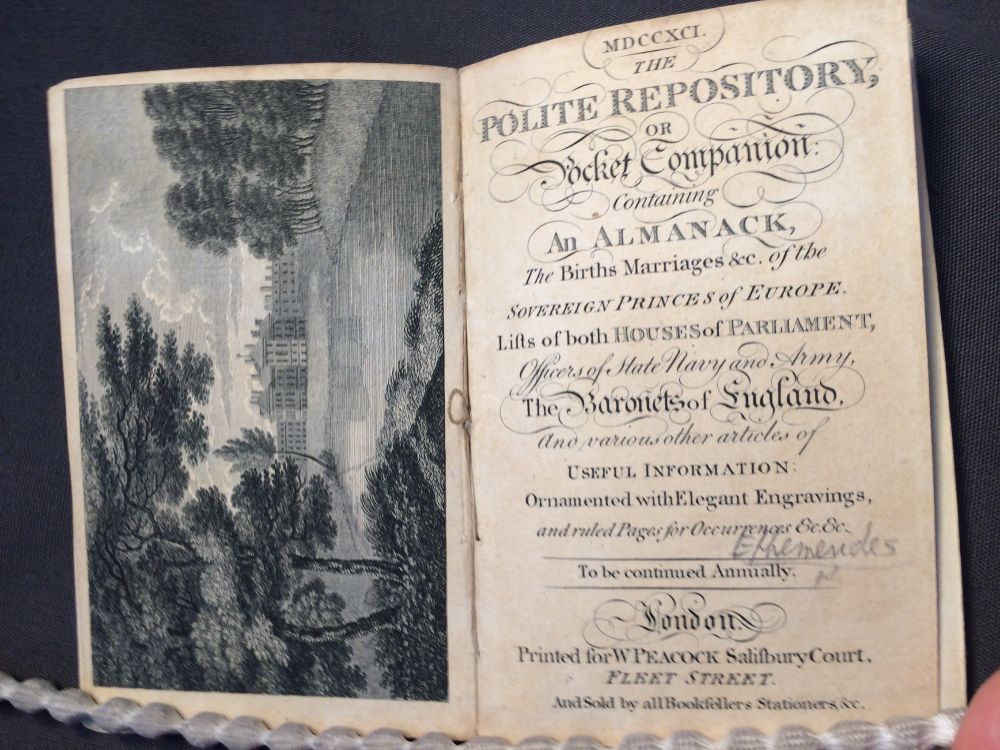 MDCCXCI.
THE
POLITE REPOSITORY,
OR
Pocket Companion:
Containing
An ALMANACK,
The Births Marriages &c. of the
SOVEREIGN PRINCES of EUROPE.
Liſts of both HOUSES of PARLIAMENT,
Officers of State Navy and Army,
The Baronets of England,
And various other articles of
USEFUL INFORMATION:
Ornamented with Elegant Engravings,
and ruled Pages for Occurrences &c. &c.
Ephemerides
To be continued Annually.
London.
Printed for W PEACOCK Saliſbury Court,
FLEET STREET.
And Sold by all Bookſellers Stationers, &c.